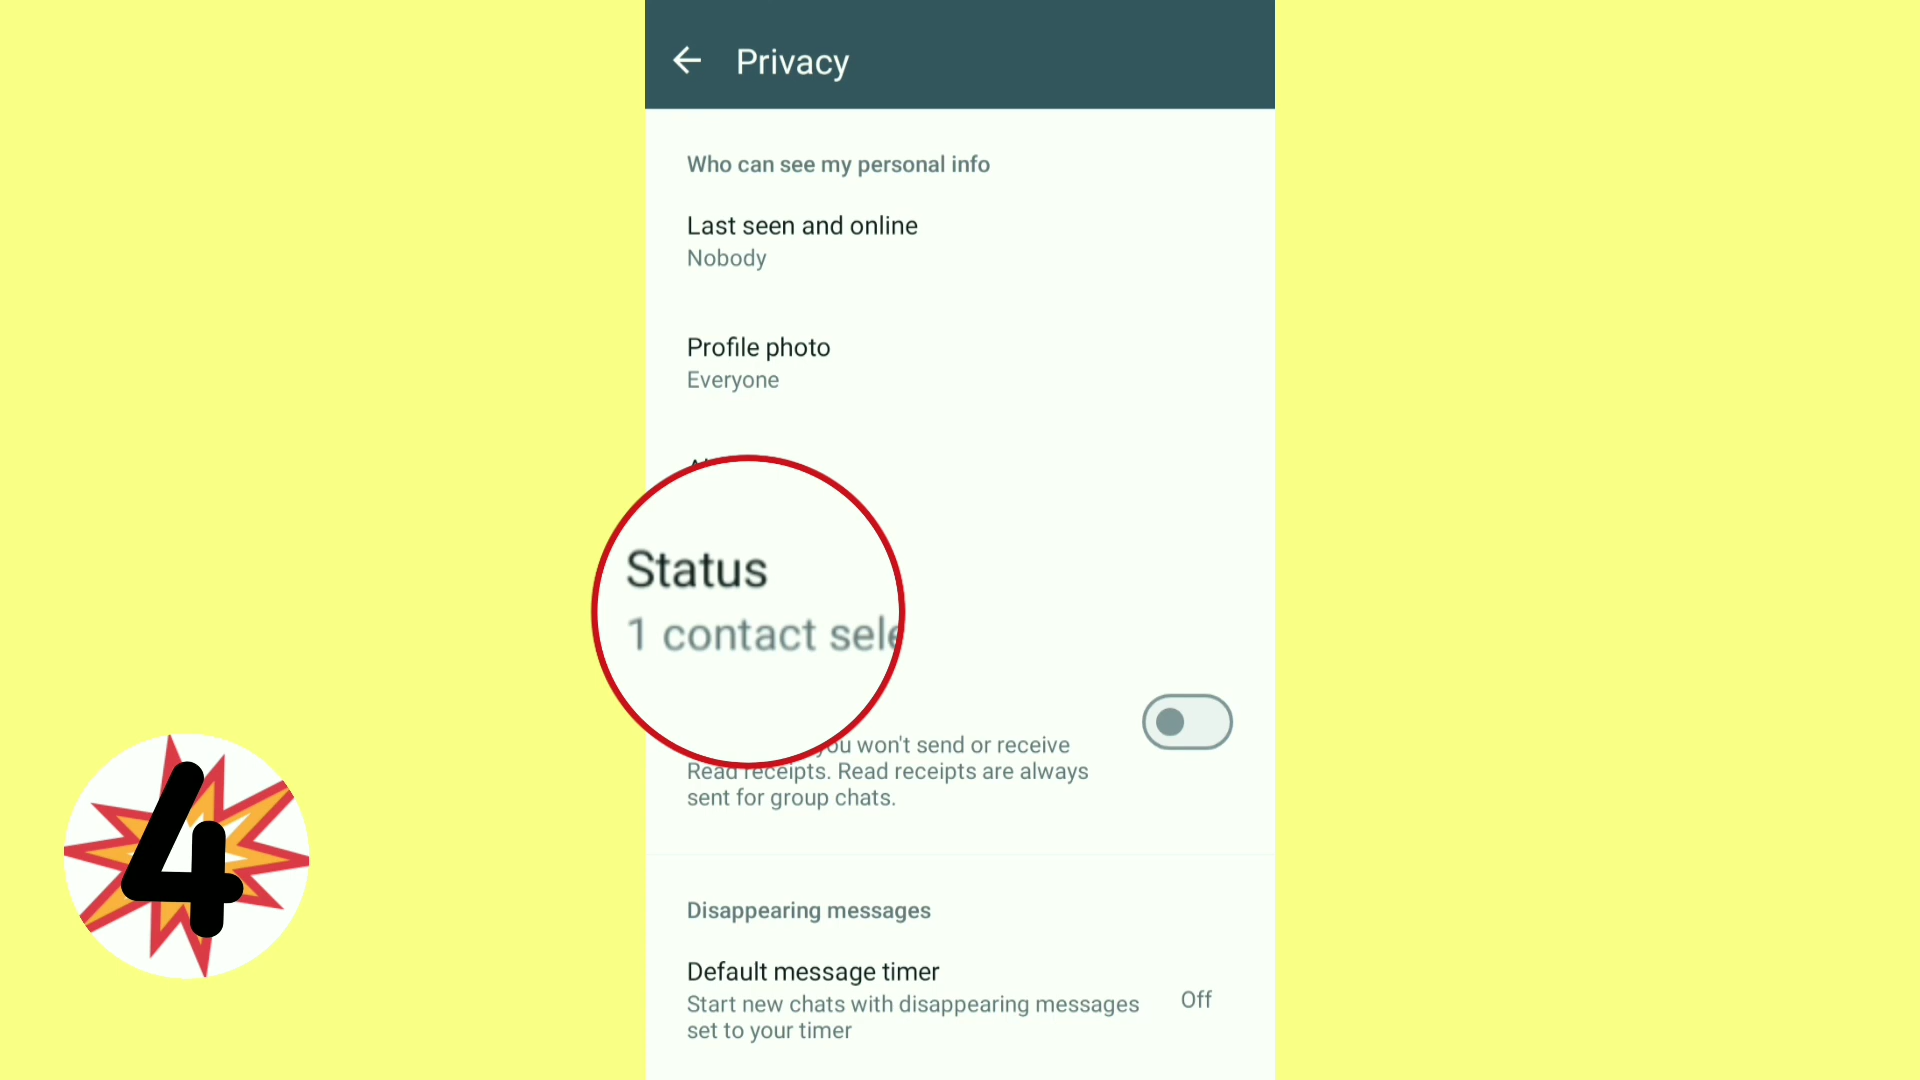 Privacy
Who can see my personal info
Last seen and online
Nobody
Profile photo
Everyone
Status
1 contact
you won't send or receive
Read receipts. Read receipts are always
sent for group chats.
4
Disappearing messages
Default message timer
Start new chats with disappearing messages
set to your timer
Off